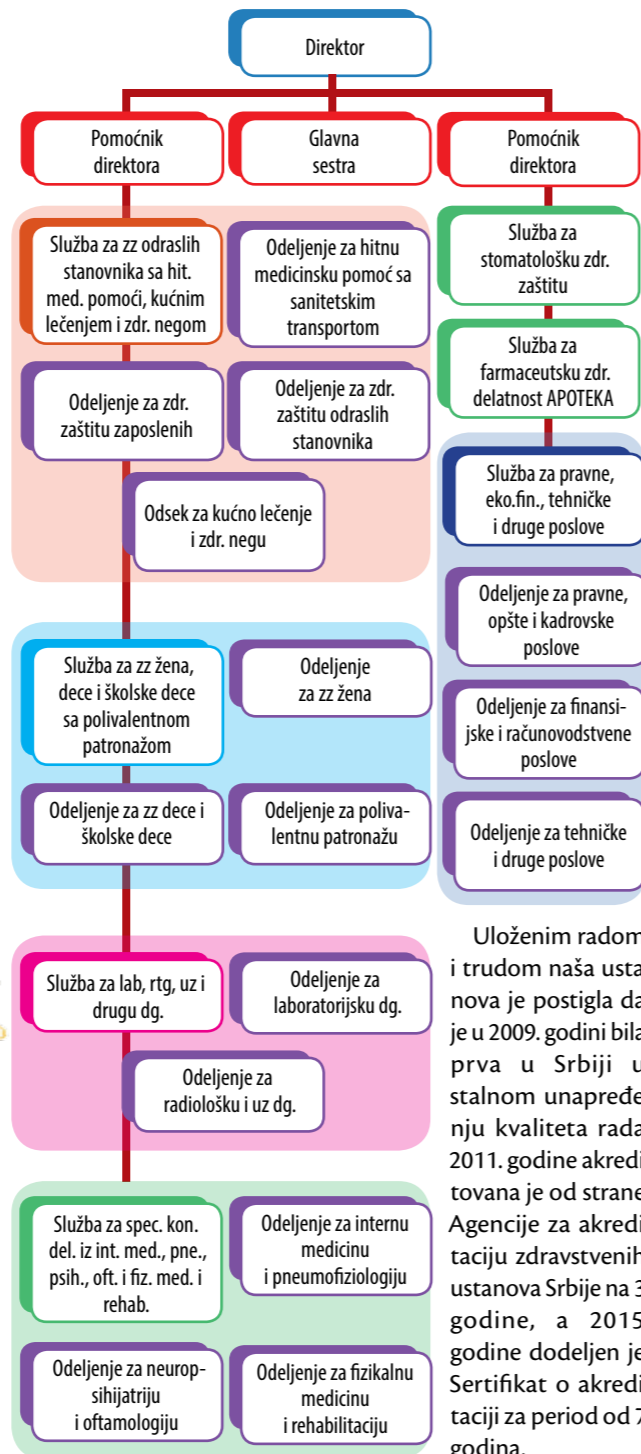 Direktor
Pomoćnik
direktora
Glavna
sestra
Pomoćnik
direktora
Služba za zz odraslih
stanovnika sa hit.
med. pomoći, kućnim
lečenjem i zdr. negom
Odeljenje za hitnu
medicinsku pomoć sa
sanitetskim
transportom
Odeljenje za zdr.
zaštitu zaposlenih
Odeljenje za zdr.
zaštitu odraslih
stanovnika
Odsek za kućno lečenje
i zdr. negu
Služba za zz žena,
dece i školske dece
sa polivalentnom
patronažom
Odeljenje
za zz žena
Odeljenje za zz dece i
školske dece
Odeljenje za poliva-
lentnu patronažu
Služba za lab, rtg, uz i
drugu dg.
Odeljenje za
laboratorijsku dg.
Odeljenje za
radiološku i uz dg.
Služba za spec. kon.
del. iz int. med., pne.,
psih., oft. i fiz. med. i
rehab.
Odeljenje za internu
medicinu
i pneumofiziologiju
Odeljenje za neurop-
sihijatriju
i oftamologiju
Odeljenje za fizikalnu
medicinu
i rehabilitaciju
Služba za
stomatološku zdr.
zaštitu
Služba za
farmaceutsku zdr.
delatnost APOTEKA
Služba za pravne,
eko.fin., tehničke
i druge poslove
Odeljenje za pravne,
opšte i kadrovske
poslove
Odeljenje za finansi-
jske i računovodstvene
poslove
Odeljenje za tehničke
i druge poslove
Uloženim radom
i trudom naša usta
nova je postigla da
je u 2009. godini bila
prva u Srbiji u
stalnom unapređe
nju kvaliteta rada
2011. godine akredi
tovana je od strane
Agencije za akredi
taciju zdravstvenih
ustanova Srbije na 3
godine, a 2015
godine dodeljen je
Sertifikat o akredi
taciji za period od 7
godina.